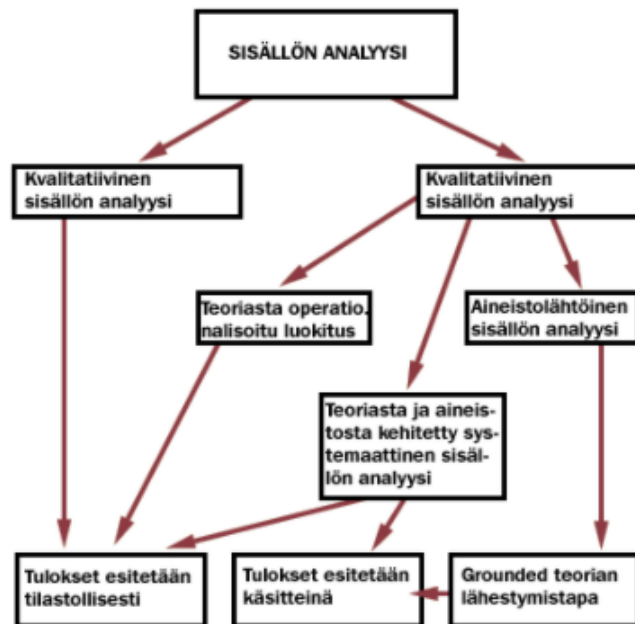 SISÄLLÖN ANALYYSI
Kvalitatiivinen
sisällön analyysi
Kvalitatiivinen
sisällön analyysi
Teoriasta operatio.
nalisoitu luokitus
Aineistolähtöinen
sisällön analyysi
Teoriasta ja aineis-
tosta kehitetty sys-
temaattinen sisäl-
lön analyysi
Tulokset esitetään
tilastollisesti
Tulokset esitetään
käsitteinä
Grounded teorian
lähestymistapa